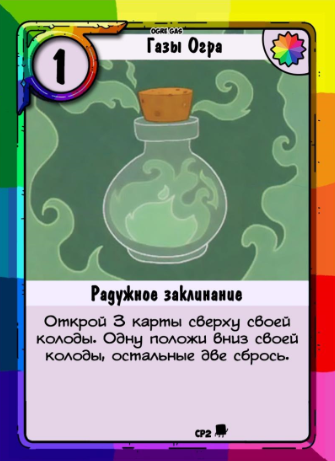 OGRE GAS
1
Газы Огра
Радужное заклинание
Открой 3 карты сверху своей
колоды. Одну положи вниз своей
колоды, остальные две сбрось.
CP2